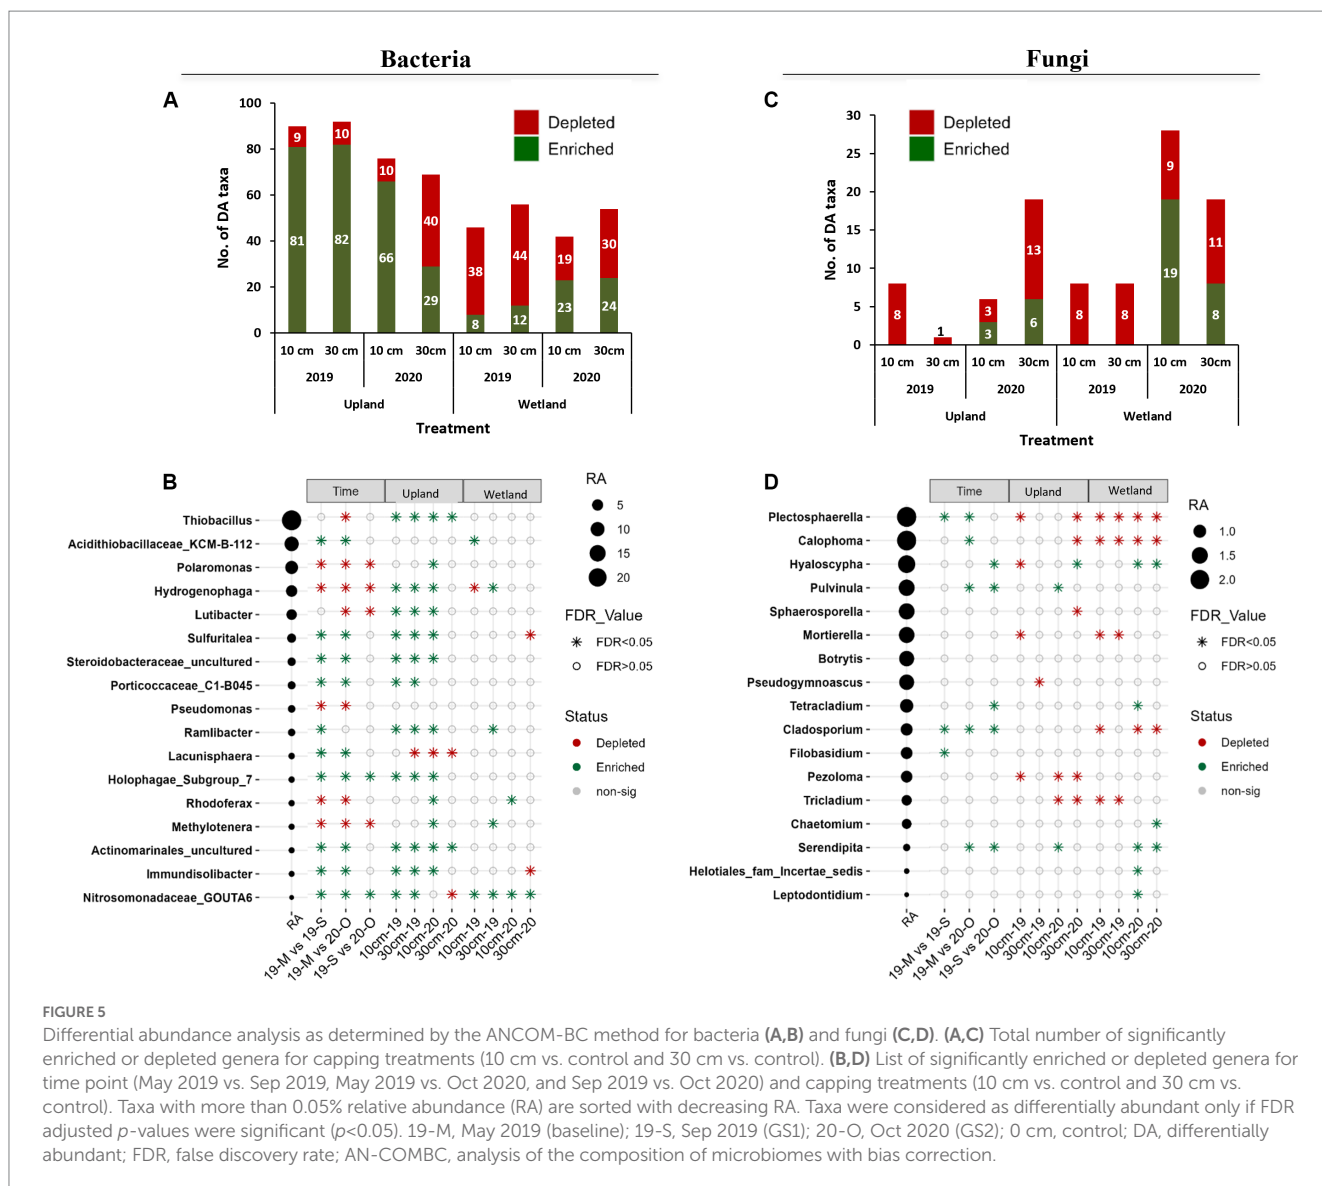 Bacteria
Fungi
A
100
80
60
40
20
0
No. of DA taxa
Depleted
Enriched
9
10
10
40
38
44
19
30
81
82
66
29
8
12
23
24
10 cm
30 cm
10 cm
30cm
10 cm
30 cm
10 cm
30cm
2019
2020
2019
2020
Upland
Wetland
Treatment
C
30
25
20
15
10
5
0
No. of DA taxa
Depleted
Enriched
8
1
3
3
13
6
8
8
9
19
11
8
10 cm
30 cm
10 cm
30cm
10 cm
30 cm
10 cm
30cm
2019
2020
2019
2020
Upland
Wetland
Treatment
B
Time
Upland
Wetland
Thiobacillus
Acidithiobacillaceae_KCM-B-112
Polaromonas
Hydrogenophaga
Lutibacter
Sulfuritalea
Steroidobacteraceae_uncultured
Porticoccaceae_C1-B045
Pseudomonas
Ramlibacter
Lacunisphaera
Holophagae_Subgroup_7
Rhodoferax
Methylotenera
Actinomarinales_uncultured
Immundisolibacter
Nitrosomonadaceae_GOUTA6
RA
19-M vs 19-S
19-M vs 20-O
19-S vs 20-O
10cm-19
30cm-19
10cm-20
30cm-20
10cm-19
30cm-19
10cm-20
30cm-20
RA
5
10
15
20
FDR_Value
FDR<0.05
FDR>0.05
Status
Depleted
Enriched
non-sig
D
Time
Upland
Wetland
Plectosphaerella
Calophoma
Hyaloscypha
Pulvinula
Sphaerosporella
Mortierella
Botrytis
Pseudogymnoascus
Tetracladium
Cladosporium
Filobasidium
Pezoloma
Tricladium
Chaetomium
Serendipita
Helotiales_fam_Incertae_sedis
Leptodontidium
RA
19-M vs 19-S
19-M vs 20-O
19-S vs 20-O
10cm-19
30cm-19
10cm-20
30cm-20
10cm-19
30cm-19
10cm-20
30cm-20
RA
1.0
1.5
2.0
FDR_Value
FDR<0.05
FDR>0.05
Status
Depleted
Enriched
non-sig
FIGURE 5
Differential abundance analysis as determined by the ANCOM-BC method for bacteria (A,B) and fungi (C,D). (A,C) Total number of significantly
enriched or depleted genera for capping treatments (10 cm vs. control and 30 cm vs. control). (B,D) List of significantly enriched or depleted genera for
time point (May 2019 vs. Sep 2019, May 2019 vs. Oct 2020, and Sep 2019 vs. Oct 2020) and capping treatments (10 cm vs. control and 30 cm vs.
control). Taxa with more than 0.05% relative abundance (RA) are sorted with decreasing RA. Taxa were considered as differentially abundant only if FDR
adjusted p-values were significant (p<0.05). 19-M, May 2019 (baseline); 19-S, Sep 2019 (GS1); 20-O, Oct 2020 (GS2); 0 cm, control; DA, differentially
abundant; FDR, false discovery rate; AN-COMBC, analysis of the composition of microbiomes with bias correction.